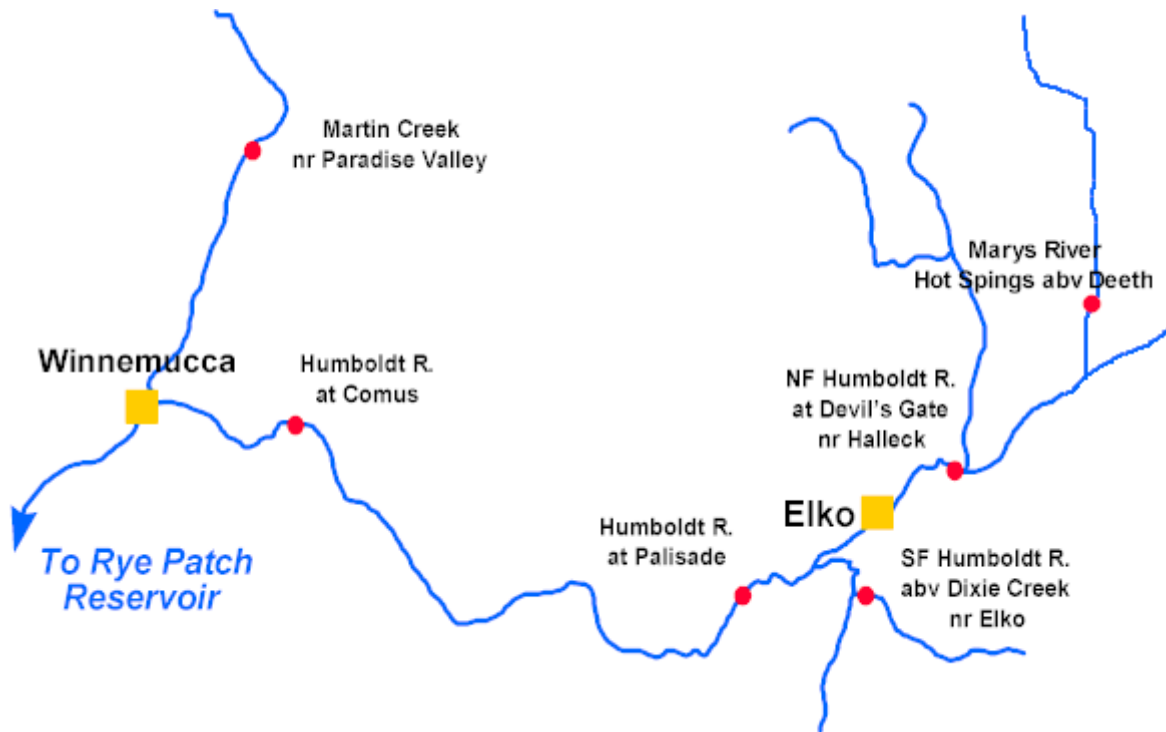 Martin Creek
nr Paradise Valley
Marys River
Hot Spings abv Deeth
Winnemucca
Humboldt R.
at Comus
NF Humboldt R.
at Devil's Gate
nr Halleck
Elko
Humboldt R.
at Palisade
SF Humboldt R.
abv Dixie Creek
nr Elko
To Rye Patch
Reservoir